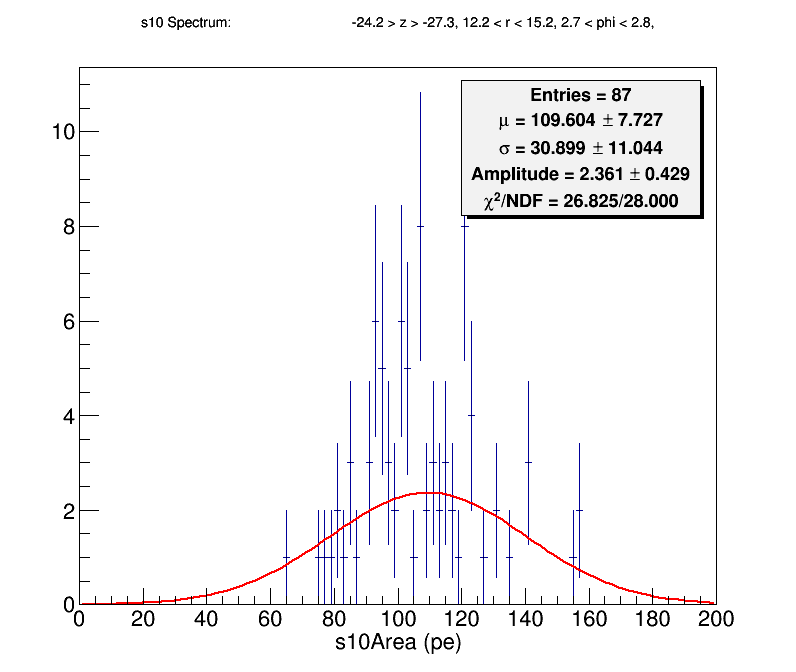 s10 Spectrum: -24.2 > z > -27.3, 12.2 < r < 15.2, 2.7 < phi < 2.8,
Entries = 87
μ = 109.604 ± 7.727
σ = 30.899 ± 11.044
Amplitude = 2.361 ± 0.429
χ²/NDF = 26.825/28.000
10
8
6
4
2
0
0 20 40 60 80 100 120 140 160 180 200
s10Area (pe)